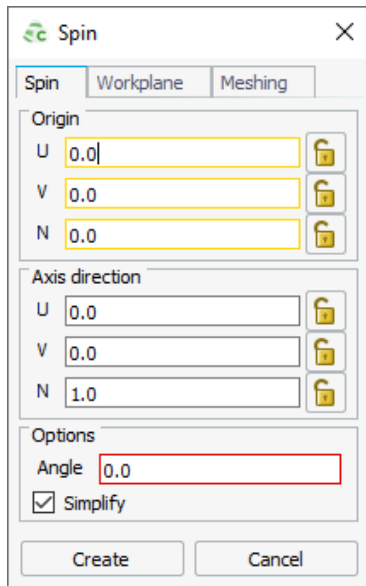 Spin
Spin Workplane Meshing
Origin
U 0.0
V 0.0
N 0.0
Axis direction
U 0.0
V 0.0
N 1.0
Options
Angle 0.0
Simplify
Create Cancel